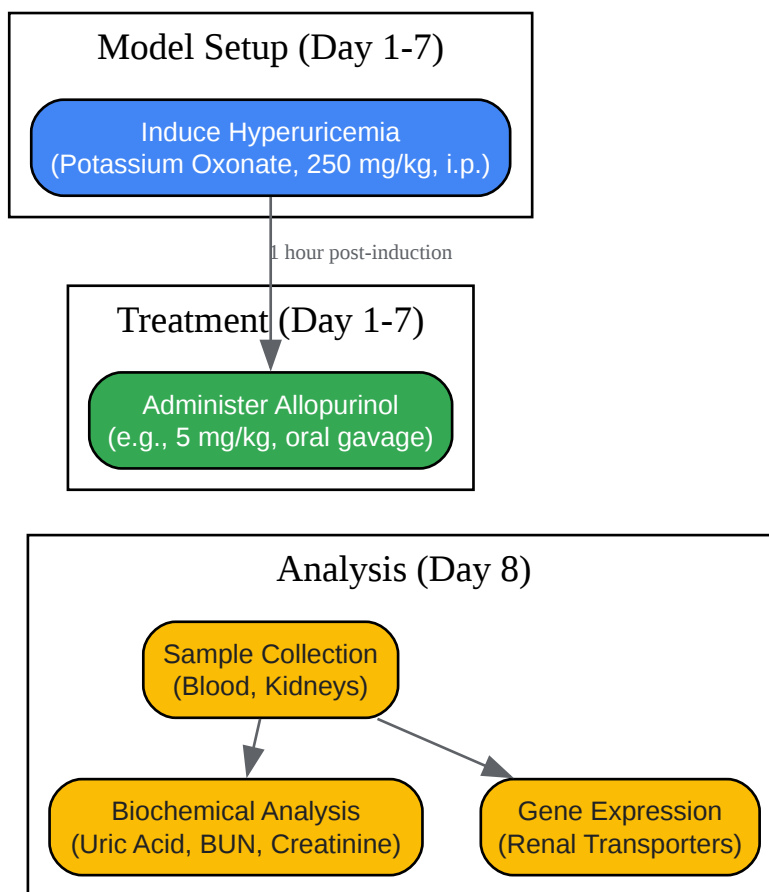 Model Setup (Day 1-7)
Induce Hyperuricemia
(Potassium Oxonate, 250 mg/kg, i.p.)
1 hour post-induction
Treatment (Day 1-7)
Administer Allopurinol
(e.g., 5 mg/kg, oral gavage)
Analysis (Day 8)
Sample Collection
(Blood, Kidneys)
Biochemical Analysis
(Uric Acid, BUN, Creatinine)
Gene Expression
(Renal Transporters)